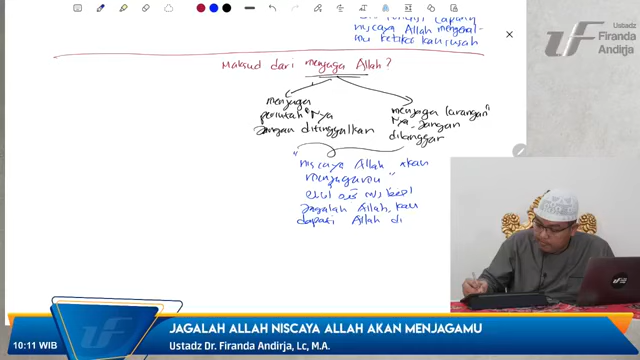 niscaya Allah mengenal-
mu ketika kau susah
Ustadz
Firanda
Andirja
Maksud dari menjaga Allah?
menjaga
perintah"Nya
Jangan ditinggalkan
menjaga larangan"
Nya - Jangan
dilanggar
"niscaya Allah akan
menjagamu"
Jagalah Allah, kau
dapati Allah di
JAGALAH ALLAH NISCAYA ALLAH AKAN MENJAGAMU
10:11 WIB
Ustadz Dr. Firanda Andirja, Lc, M.A.